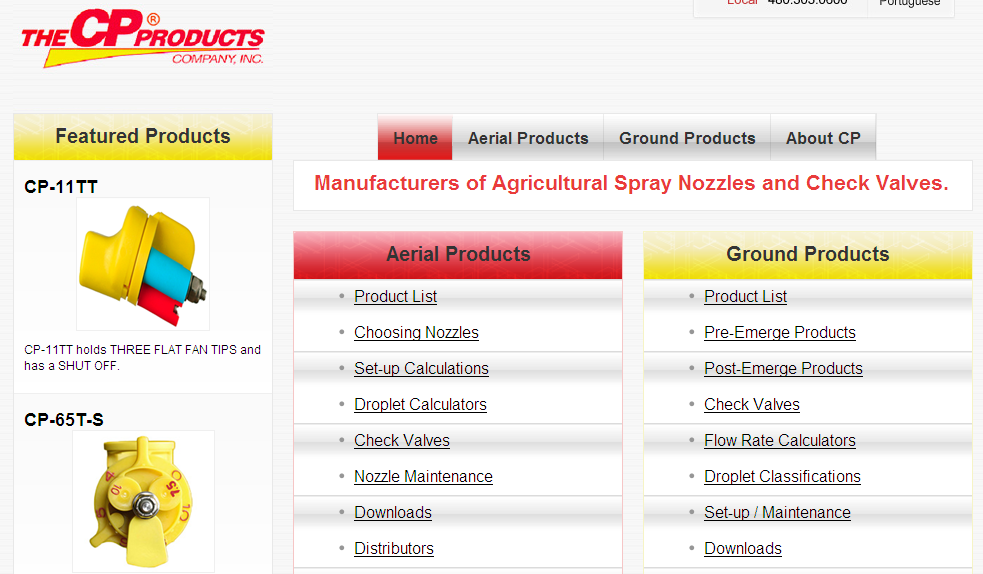 THE CP® PRODUCTS
COMPANY, INC.
Portuguese
Featured Products
CP-11TT
CP-11TT holds THREE FLAT FAN TIPS and
has a SHUT OFF.
CP-65T-S
Home
Aerial Products
Ground Products
About CP
Manufacturers of Agricultural Spray Nozzles and Check Valves.
Aerial Products
Product List
Choosing Nozzles
Set-up Calculations
Droplet Calculators
Check Valves
Nozzle Maintenance
Downloads
Distributors
Ground Products
Product List
Pre-Emerge Products
Post-Emerge Products
Check Valves
Flow Rate Calculators
Droplet Classifications
Set-up / Maintenance
Downloads